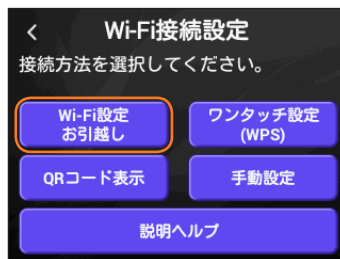 < Wi-Fi接続設定
接続方法を選択してください。
Wi-Fi設定
お引越し
ワンタッチ設定
(WPS)
QRコード表示
手動設定
説明ヘルプ